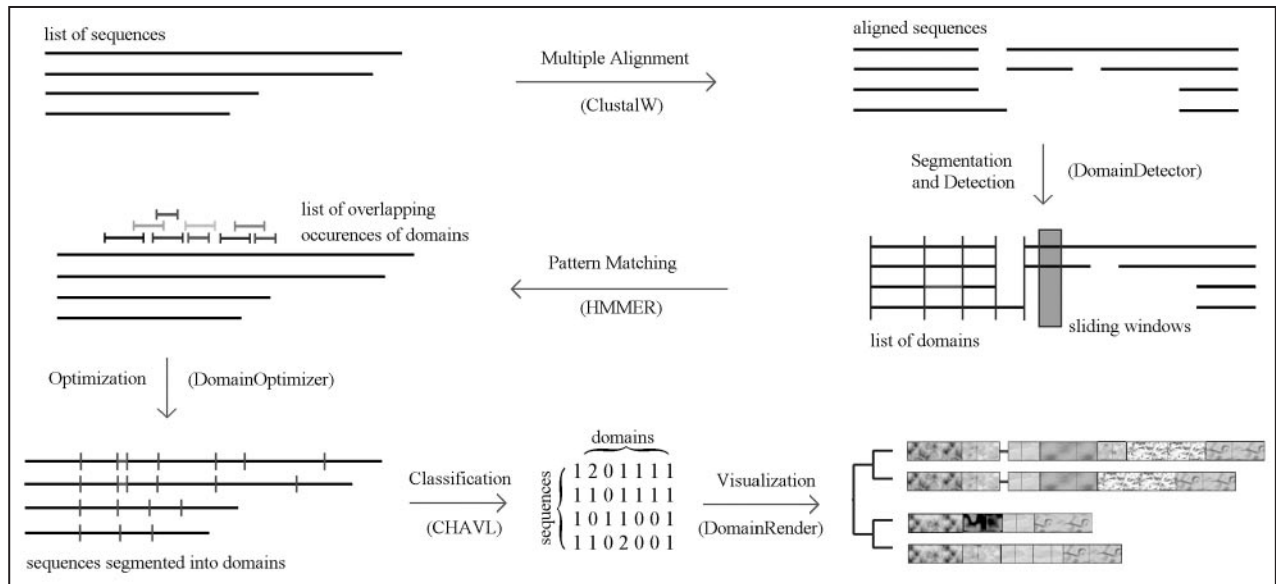 list of sequences
Multiple Alignment
(ClustalW)
aligned sequences
Segmentation
and Detection
(DomainDetector)
list of overlapping
occurences of domains
Pattern Matching
(HMMER)
sliding windows
list of domains
Optimization
(DomainOptimizer)
sequences segmented into domains
Classification
(CHAVL)
domains
sequences
1 2 0 1 1 1 1
1 1 0 1 1 1 1
1 0 1 1 0 0 1
1 1 0 2 0 0 1
Visualization
(DomainRender)